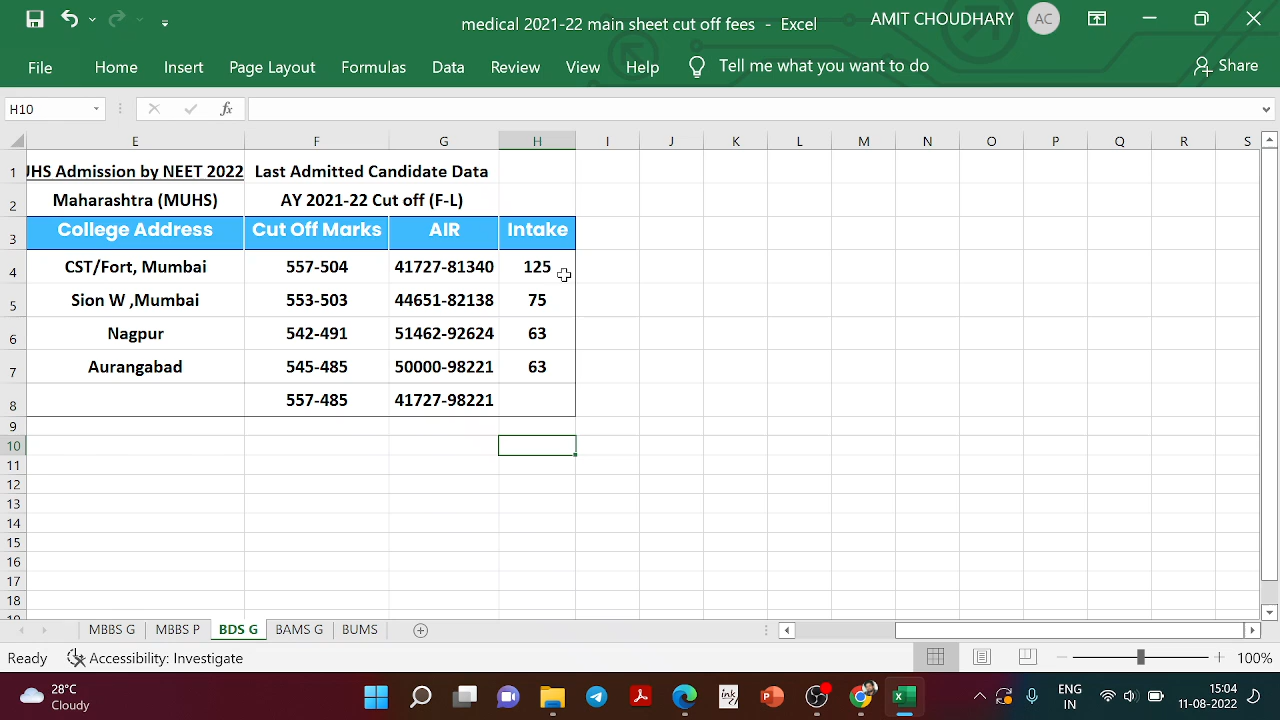 medical 2021-22 main sheet cut off fees - Excel
AMIT CHOUDHARY AC
File Home Insert Page Layout Formulas Data Review View Help Tell me what you want to do Share
H10 fx
E F G H I J K L M N O P Q R S
1 UHS Admission by NEET 2022 Last Admitted Candidate Data
2 Maharashtra (MUHS) AY 2021-22 Cut off (F-L)
3 College Address Cut Off Marks AIR Intake
4 CST/Fort, Mumbai 557-504 41727-81340 125
5 Sion W ,Mumbai 553-503 44651-82138 75
6 Nagpur 542-491 51462-92624 63
7 Aurangabad 545-485 50000-98221 63
8 557-485 41727-98221
9
10
11
12
13
14
15
16
17
18
19
MBBS G MBBS P BDS G BAMS G BUMS
Ready Accessibility: Investigate 100%
28°C
Cloudy
ink
ENG
IN
15:04
11-08-2022